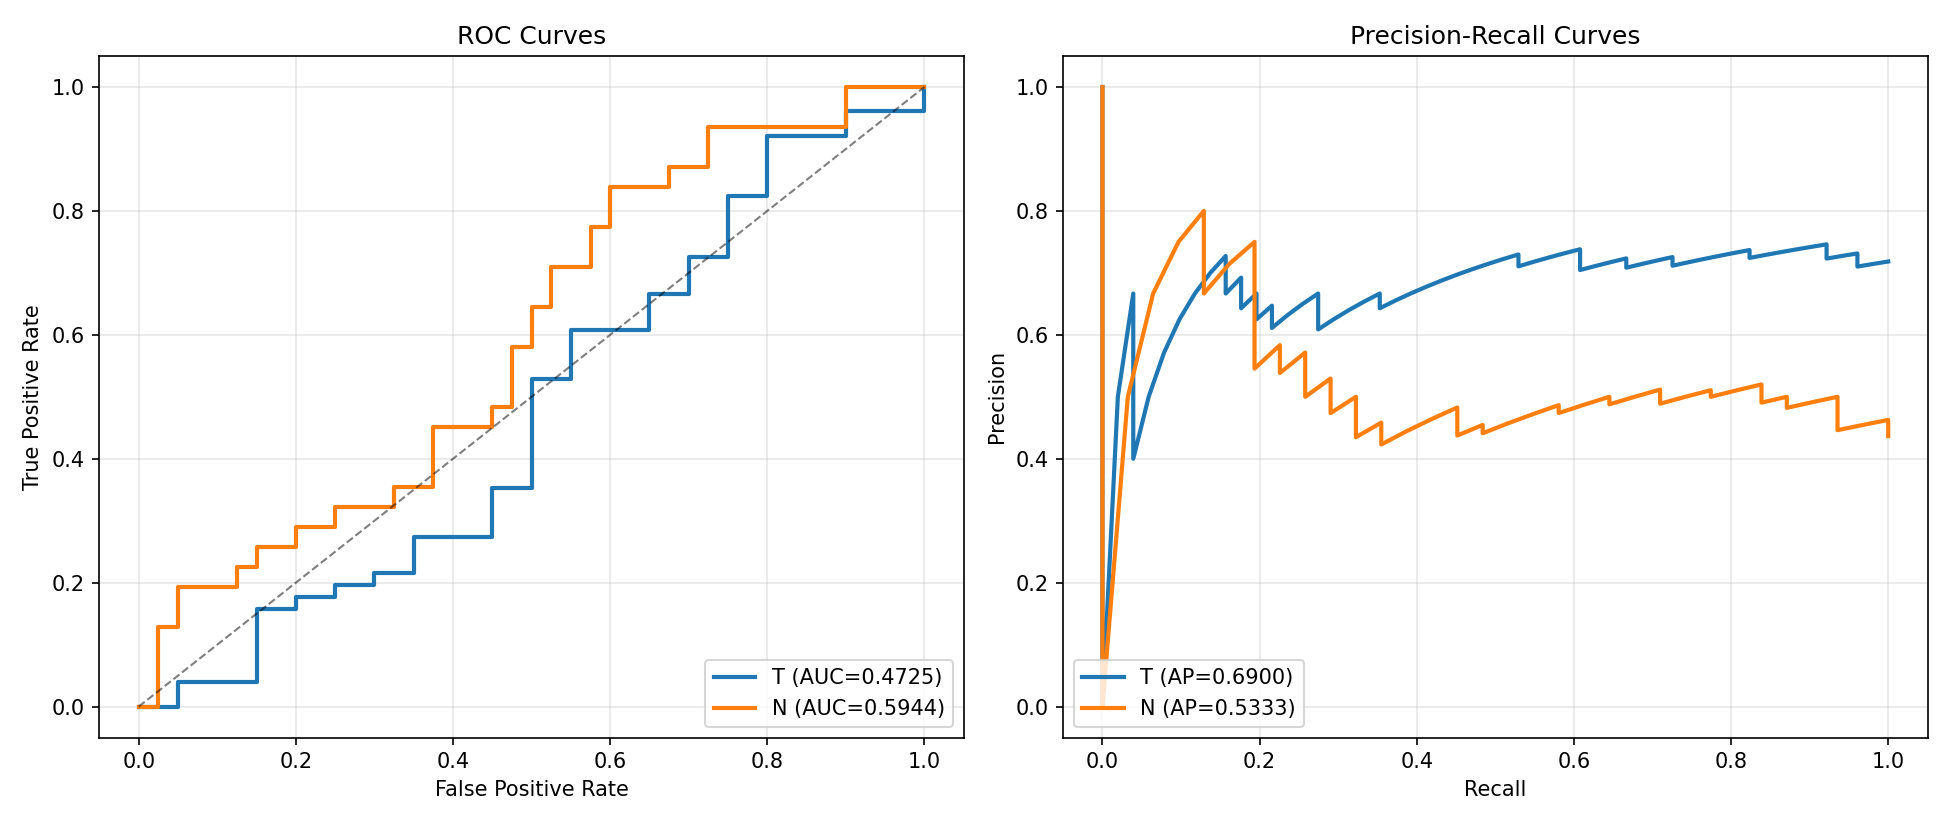 ROC Curves
True Positive Rate
1.0
0.8
0.6
0.4
0.2
0.0
T (AUC=0.4725)
N (AUC=0.5944)
0.0 0.2 0.4 0.6 0.8 1.0
False Positive Rate
Precision-Recall Curves
Precision
1.0
0.8
0.6
0.4
0.2
0.0
T (AP=0.6900)
N (AP=0.5333)
0.0 0.2 0.4 0.6 0.8 1.0
Recall